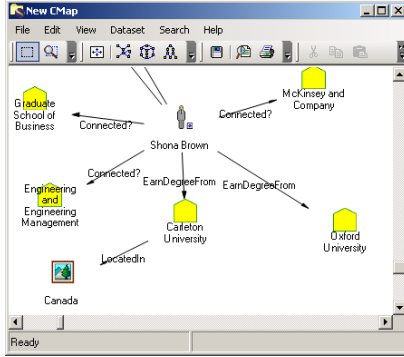 New CMap
File Edit View Dataset Search Help
Graduate
School of
Business
Connected?
Shona Brown
Connected?
McKinsey and
Company
Connected?
Engineering
and
Engineering
Management
EarnDegreeFrom
EarnDegreeFrom
Carleton
University
Oxford
University
LocatedIn
Canada
Ready